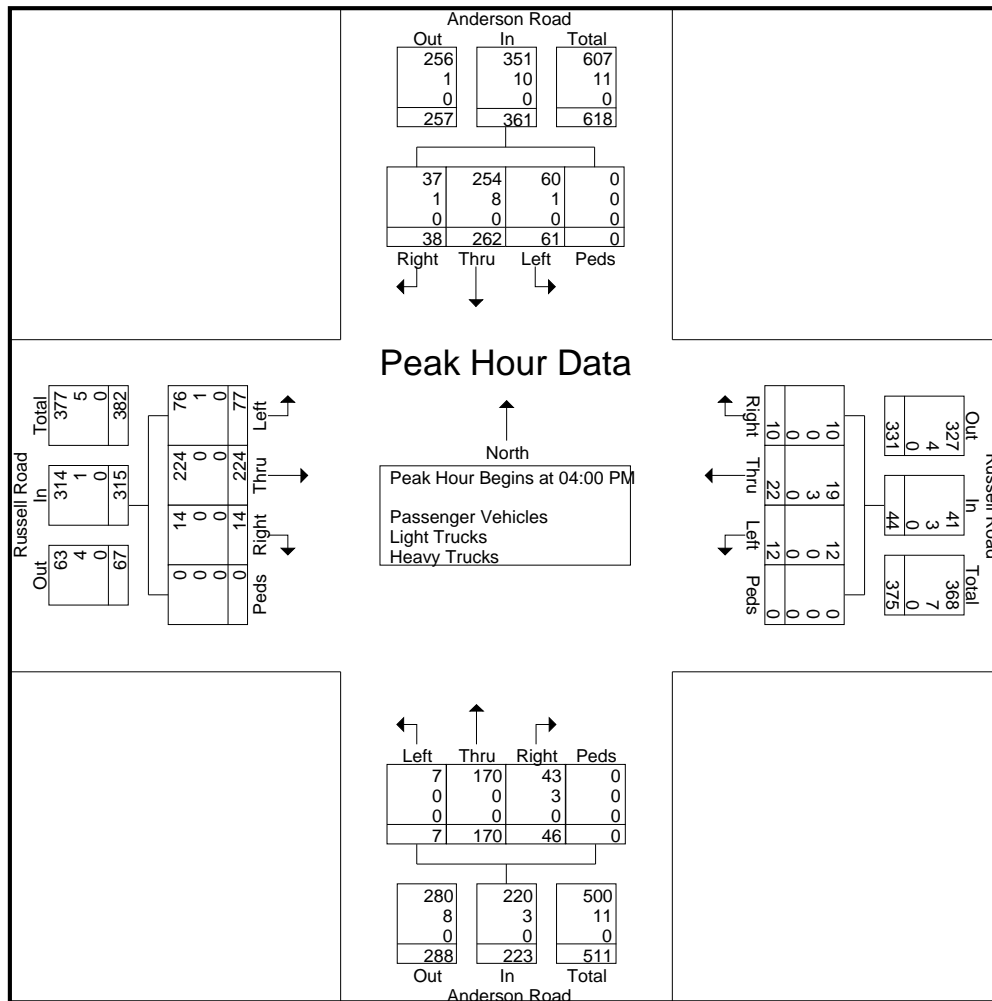 Anderson Road
Out In Total
256 351 607
1 10 11
0 0 0
257 361 618
37 254 60 0
1 8 1 0
0 0 0 0
38 262 61 0
Right Thru Left Peds
Peak Hour Data
North
Peak Hour Begins at 04:00 PM
Passenger Vehicles
Light Trucks
Heavy Trucks
Russell Road
Out In Total
63 314 377
4 1 5
0 0 0
67 315 382
0 14 224 76
0 0 0 1
0 0 0 0
0 14 224 77
Peds Right Thru Left
Russell Road
Out In Total
327 41 368
4 3 7
0 0 0
331 44 375
10 19 12 0
0 3 0 0
0 0 0 0
10 22 12 0
Right Thru Left Peds
Left Thru Right Peds
7 170 43 0
0 0 3 0
0 0 0 0
7 170 46 0
280 220 500
8 3 11
0 0 0
288 223 511
Out In Total
Anderson Road